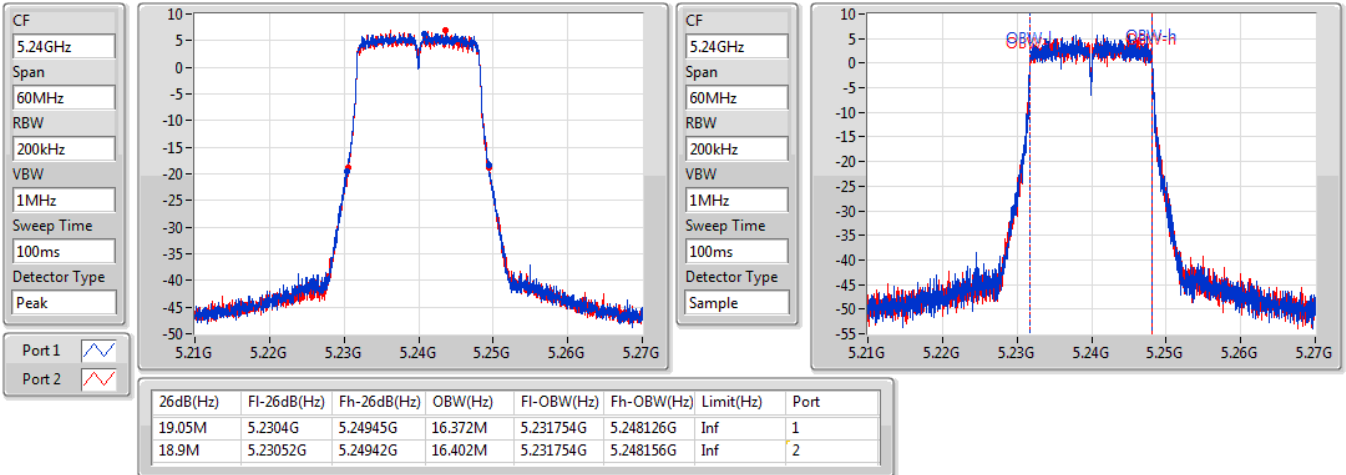 CF
5.24GHz
Span
60MHz
RBW
200kHz
VBW
1MHz
Sweep Time
100ms
Detector Type
Peak
10
5
0
-5
-10
-15
-20
-25
-30
-35
-40
-45
-50
5.21G 5.22G 5.23G 5.24G 5.25G 5.26G 5.27G
CF
5.24GHz
Span
60MHz
RBW
200kHz
VBW
1MHz
Sweep Time
100ms
Detector Type
Sample
10
5
0
-5
-10
-15
-20
-25
-30
-35
-40
-45
-50
-55
OBW-l OBW-h
OBW-l OBW-h
5.21G 5.22G 5.23G 5.24G 5.25G 5.26G 5.27G
Port 1
Port 2
26dB(Hz) Fl-26dB(Hz) Fh-26dB(Hz) OBW(Hz) Fl-OBW(Hz) Fh-OBW(Hz) Limit(Hz) Port
19.05M 5.2304G 5.24945G 16.372M 5.231754G 5.248126G Inf 1
18.9M 5.23052G 5.24942G 16.402M 5.231754G 5.248156G Inf 2